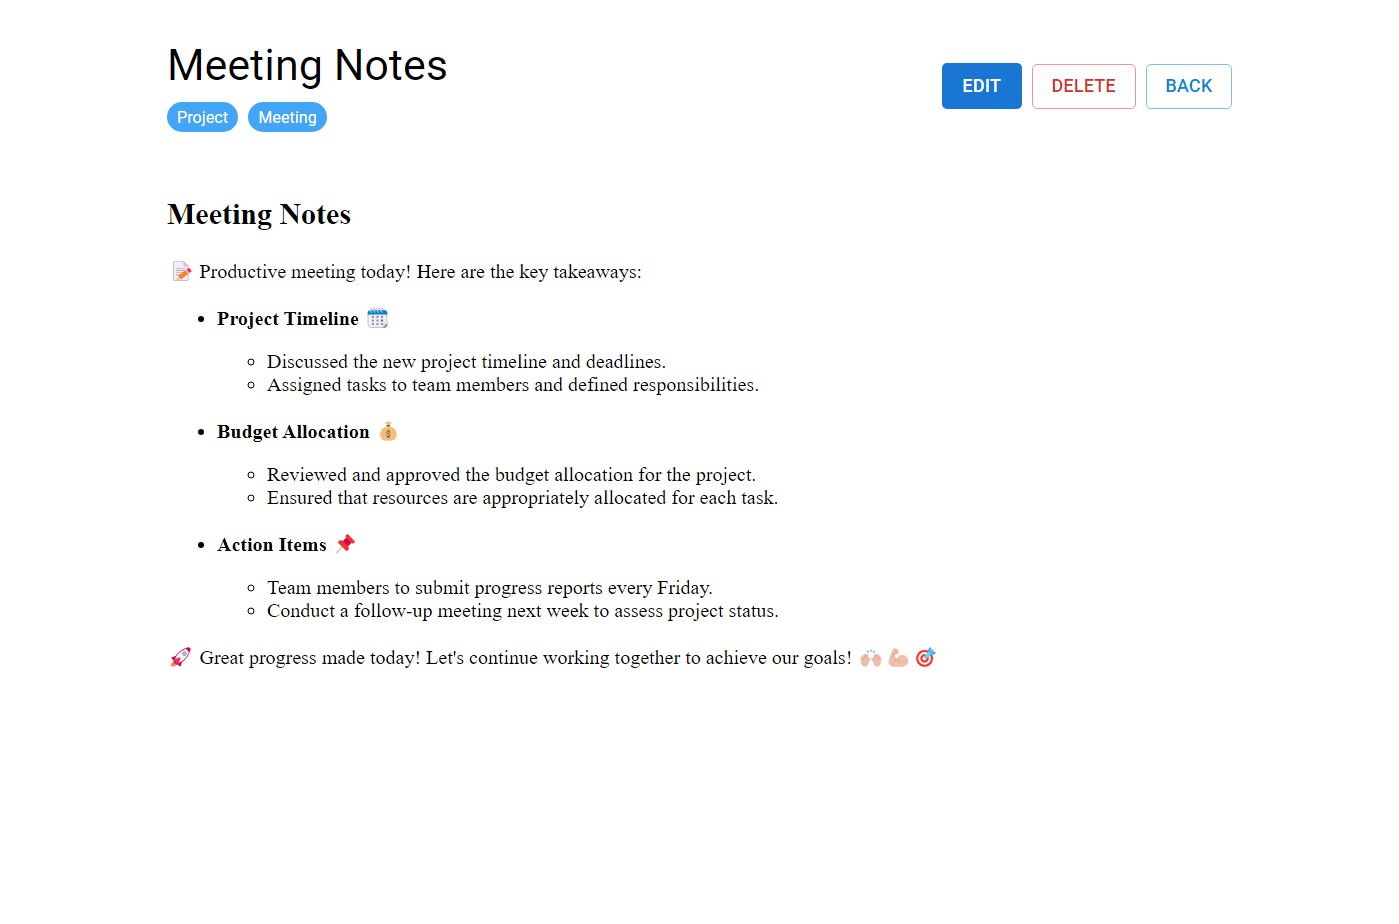 Meeting Notes
EDIT DELETE BACK
Project Meeting
Meeting Notes
📝 Productive meeting today! Here are the key takeaways:
• Project Timeline 🗓️
◦ Discussed the new project timeline and deadlines.
◦ Assigned tasks to team members and defined responsibilities.
• Budget Allocation 💰
◦ Reviewed and approved the budget allocation for the project.
◦ Ensured that resources are appropriately allocated for each task.
• Action Items 📌
◦ Team members to submit progress reports every Friday.
◦ Conduct a follow-up meeting next week to assess project status.
🚀 Great progress made today! Let's continue working together to achieve our goals! 🙌🏼 💪🏼 🎯